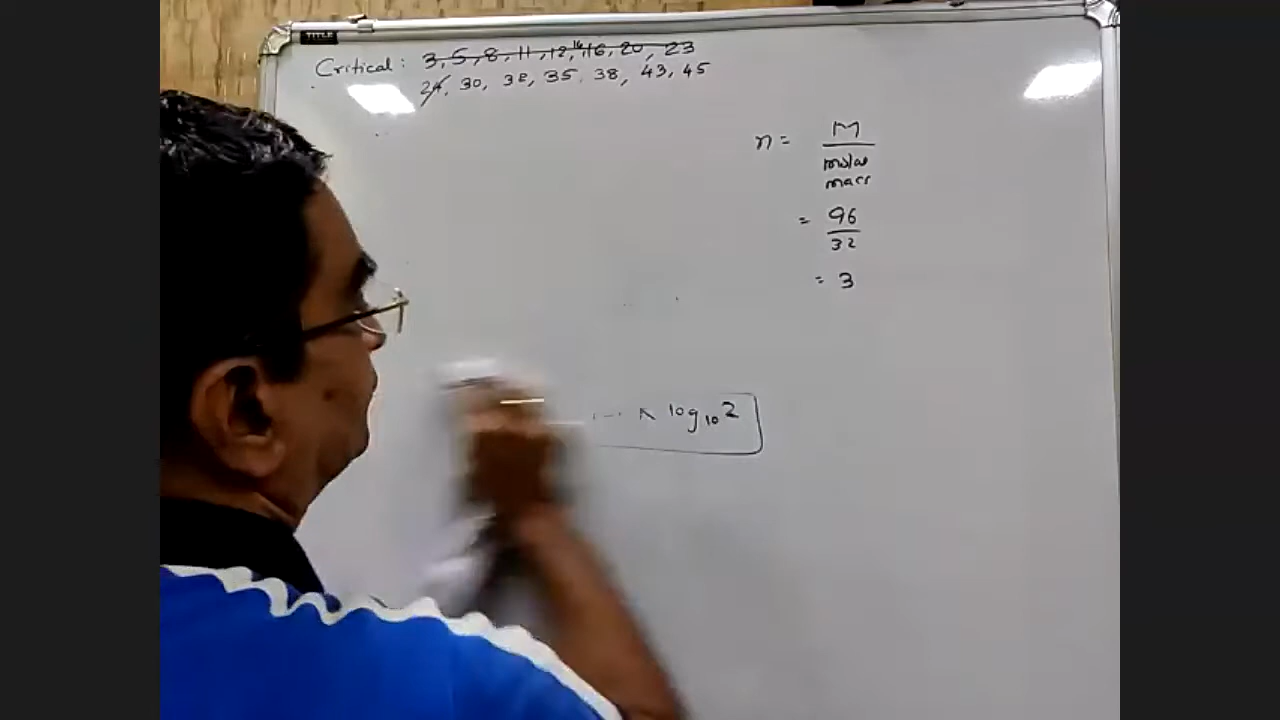 TITLE
Critical: 3, 5, 8, 11, 12, 16, 16, 20, 23
24, 30, 32, 35, 38, 43, 45
n = M
molar
mass
= 96
32
= 3
log₁₀2